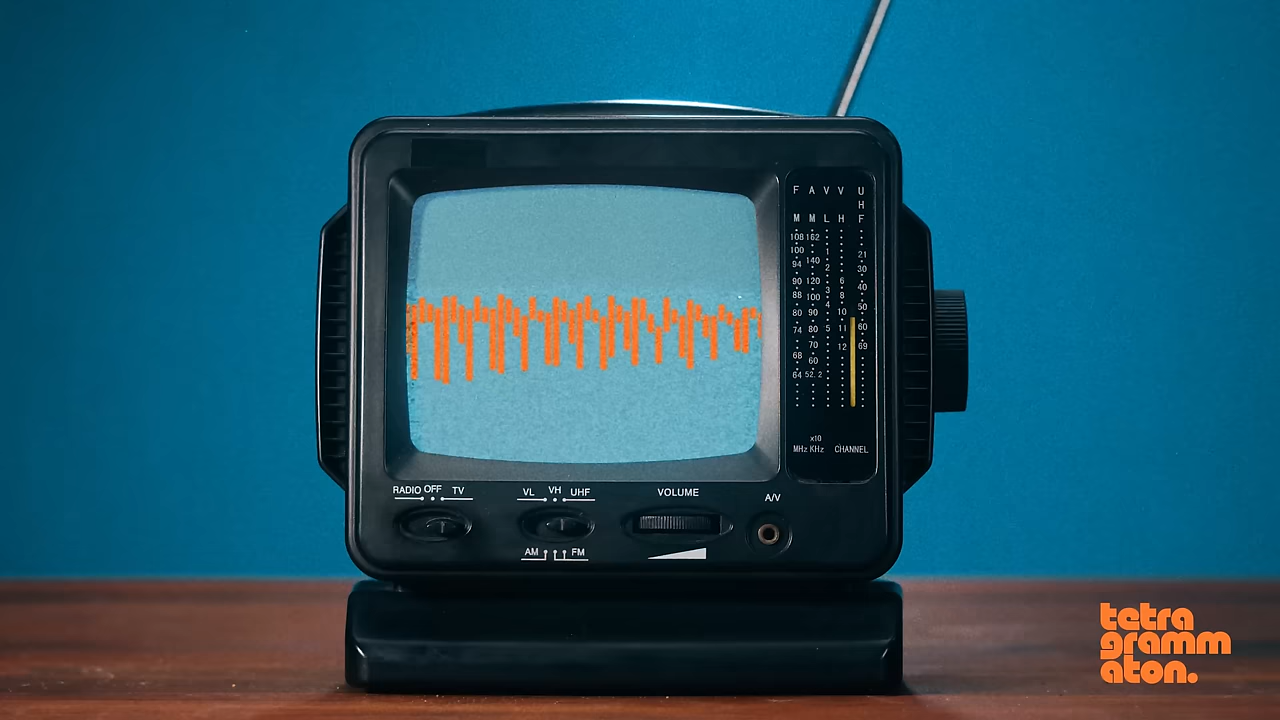 F A V V U
H
M M L H F
108 162
100 1 21
94 140 2 30
90 120 6 40
88 100 3 8
4 50
80 90 10
74 80 5 11 60
70 12 69
68 60
64 52.2
x10
MHz KHz CHANNEL
RADIO OFF TV
VL VH UHF
VOLUME
A/V
AM FM
tetra
gramm
aton.